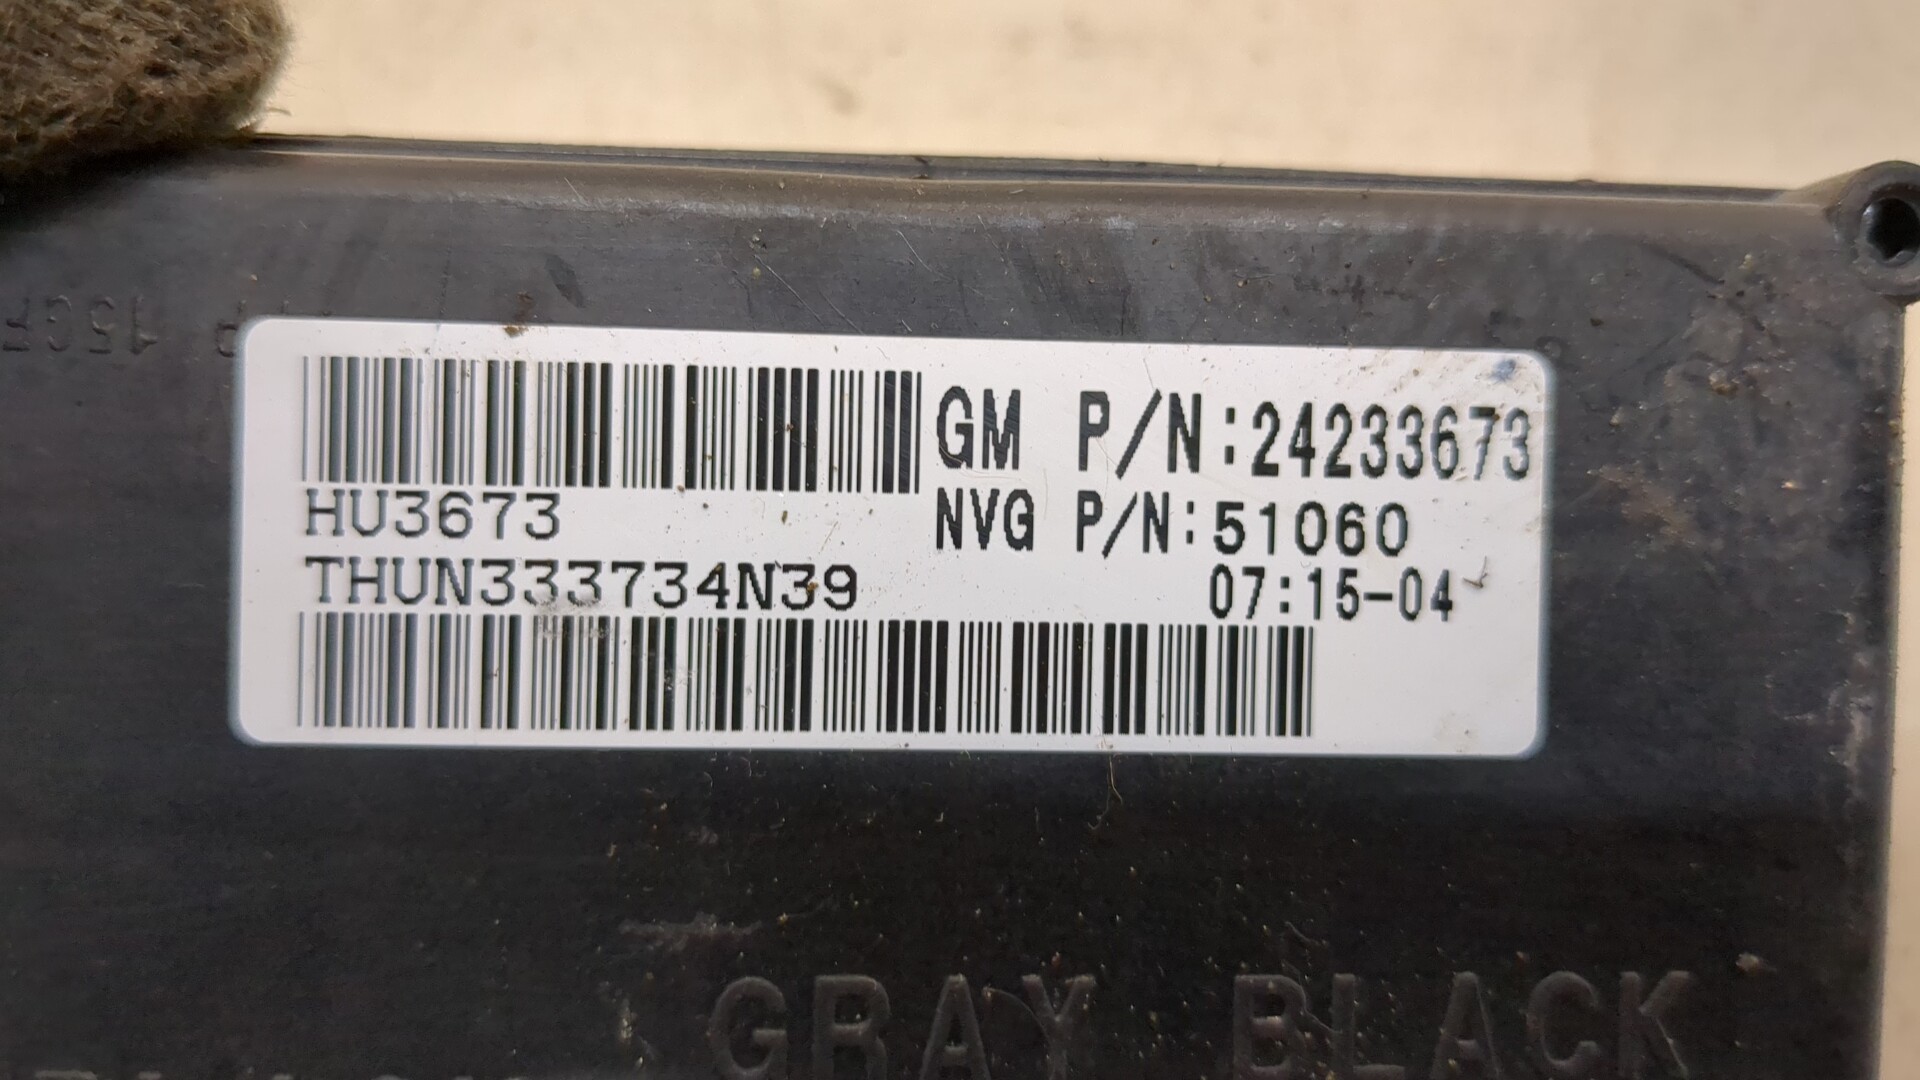 GM P/N:24233673
HU3673
NVG P/N:51060
THUN333734N39
07:15-04
GRAY BLACK